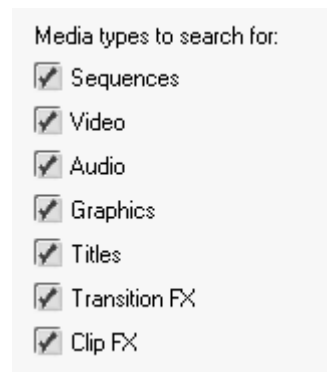 Media types to search for:
Sequences
Video
Audio
Graphics
Titles
Transition FX
Clip FX